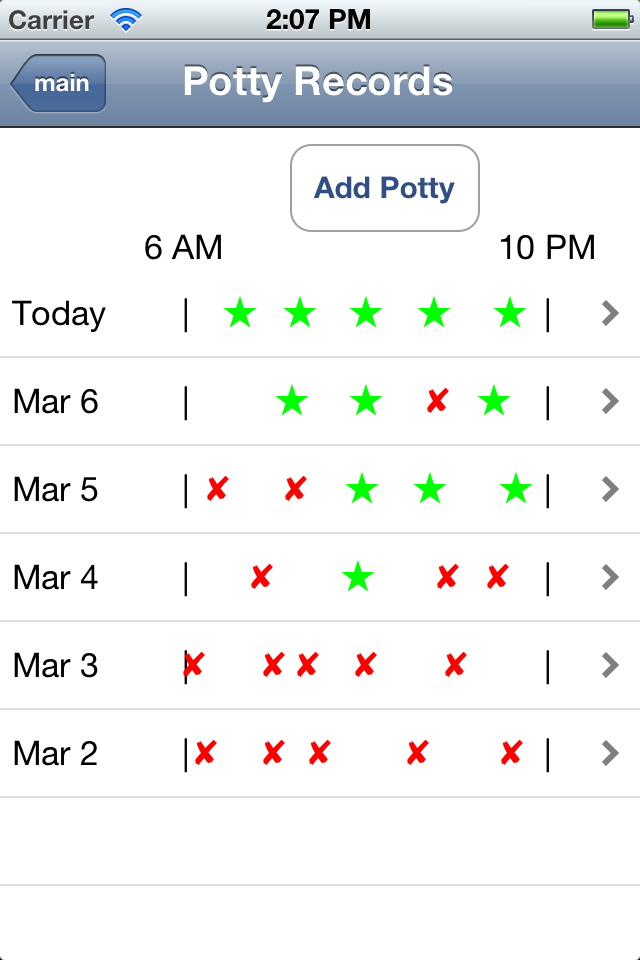 Carrier 2:07 PM
main Potty Records
Add Potty
6 AM 10 PM
Today | ★ ★ ★ ★ ★ |
Mar 6 | ★ ★ ✘ ★ |
Mar 5 | ✘ ✘ ★ ★ ★ |
Mar 4 | ✘ ★ ✘ ✘ |
Mar 3 | ✘ ✘ ✘ ✘ ✘ |
Mar 2 | ✘ ✘ ✘ ✘ ✘ |